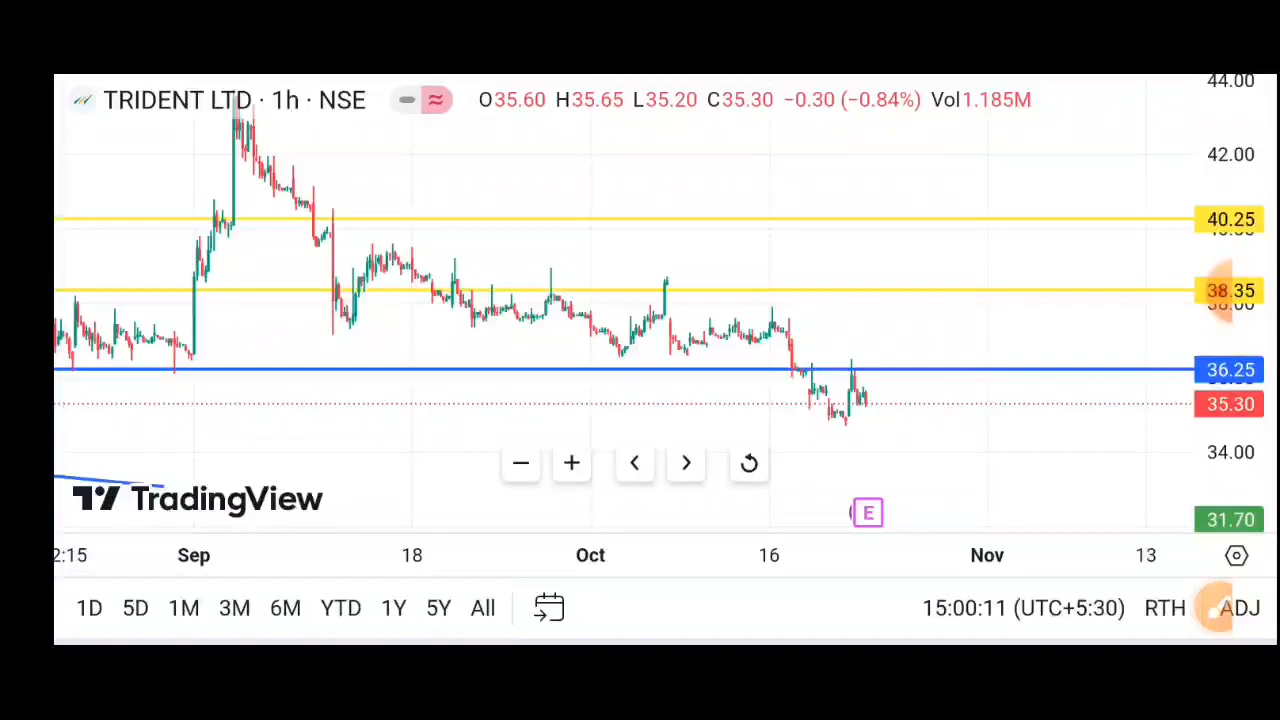 TRIDENT LTD · 1h · NSE O35.60 H35.65 L35.20 C35.30 −0.30 (−0.84%) Vol1.185M
44.00
42.00
40.25
38.35
36.25
35.30
34.00
31.70
TradingView
E
2:15 Sep 18 Oct 16 Nov 13
1D 5D 1M 3M 6M YTD 1Y 5Y All 15:00:11 (UTC+5:30) RTH ADJ